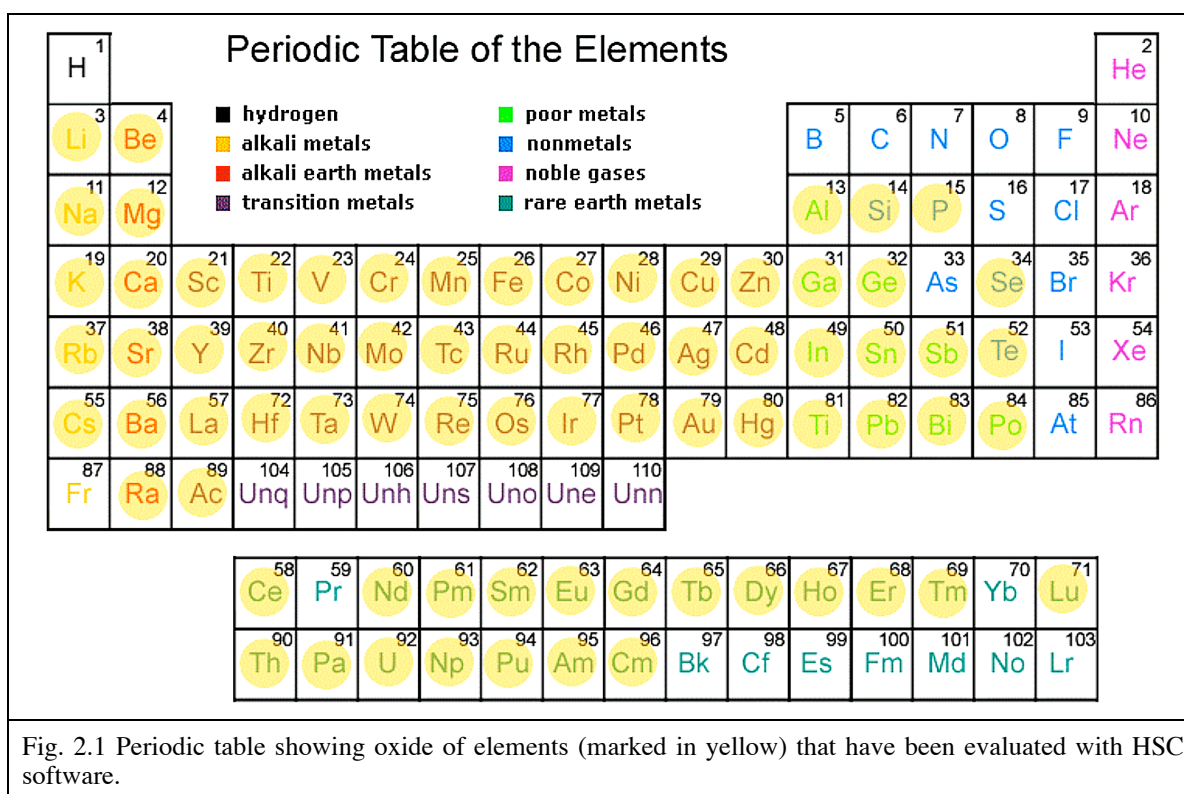 Periodic Table of the Elements
1 2
H He
hydrogen poor metals
alkali metals nonmetals
alkali earth metals noble gases
transition metals rare earth metals
3 4 5 6 7 8 9 10
Li Be B C N O F Ne
11 12 13 14 15 16 17 18
Na Mg Al Si P S Cl Ar
19 20 21 22 23 24 25 26 27 28 29 30 31 32 33 34 35 36
K Ca Sc Ti V Cr Mn Fe Co Ni Cu Zn Ga Ge As Se Br Kr
37 38 39 40 41 42 43 44 45 46 47 48 49 50 51 52 53 54
Rb Sr Y Zr Nb Mo Tc Ru Rh Pd Ag Cd In Sn Sb Te I Xe
55 56 57 72 73 74 75 76 77 78 79 80 81 82 83 84 85 86
Cs Ba La Hf Ta W Re Os Ir Pt Au Hg Ti Pb Bi Po At Rn
87 88 89 104 105 106 107 108 109 110
Fr Ra Ac Unq Unp Unh Uns Uno Une Unn
58 59 60 61 62 63 64 65 66 67 68 69 70 71
Ce Pr Nd Pm Sm Eu Gd Tb Dy Ho Er Tm Yb Lu
90 91 92 93 94 95 96 97 98 99 100 101 102 103
Th Pa U Np Pu Am Cm Bk Cf Es Fm Md No Lr
Fig. 2.1 Periodic table showing oxide of elements (marked in yellow) that have been evaluated with HSC
software.